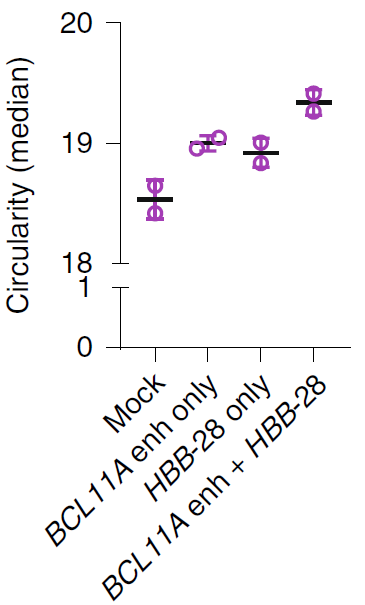 Circularity (median)
20
19
18
1
0
Mock
BCL11A enh only
HBB-28 only
BCL11A enh + HBB-28